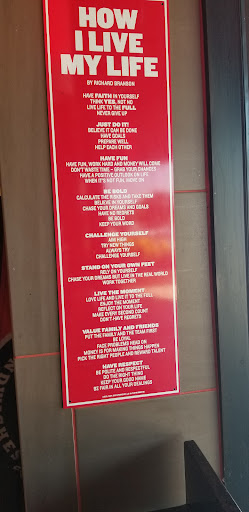 HOW
I LIVE
MY LIFE
BY RICHARD BRANSON
HAVE FAITH IN YOURSELF
THINK YES, NOT NO
LIVE LIFE TO THE FULL
NEVER GIVE UP
JUST DO IT!
BELIEVE IT CAN BE DONE
HAVE GOALS
PREPARE WELL
HELP EACH OTHER
HAVE FUN
HAVE FUN, WORK HARD AND MONEY WILL COME
DON'T WASTE TIME - GRAB YOUR CHANCES
HAVE A POSITIVE OUTLOOK ON LIFE
WHEN IT'S NOT FUN, MOVE ON
BE BOLD
CALCULATE THE RISKS AND TAKE THEM
BELIEVE IN YOURSELF
CHASE YOUR DREAMS AND GOALS
HAVE NO REGRETS
BE BOLD
KEEP YOUR WORD
CHALLENGE YOURSELF
AIM HIGH
TRY NEW THINGS
ALWAYS TRY
CHALLENGE YOURSELF
STAND ON YOUR OWN FEET
RELY ON YOURSELF
CHASE YOUR DREAMS BUT LIVE IN THE REAL WORLD
WORK TOGETHER
LIVE THE MOMENT
LOVE LIFE AND LIVE IT TO THE FULL
ENJOY THE MOMENT
REFLECT ON YOUR LIFE
MAKE EVERY SECOND COUNT
DON'T HAVE REGRETS
VALUE FAMILY AND FRIENDS
PUT THE FAMILY AND THE TEAM FIRST
BE LOYAL
FACE PROBLEMS HEAD ON
MONEY IS FOR MAKING THINGS HAPPEN
PICK THE RIGHT PEOPLE AND REWARD TALENT
HAVE RESPECT
BE POLITE AND RESPECTFUL
DO THE RIGHT THING
KEEP YOUR GOOD NAME
BE FAIR IN ALL YOUR DEALINGS